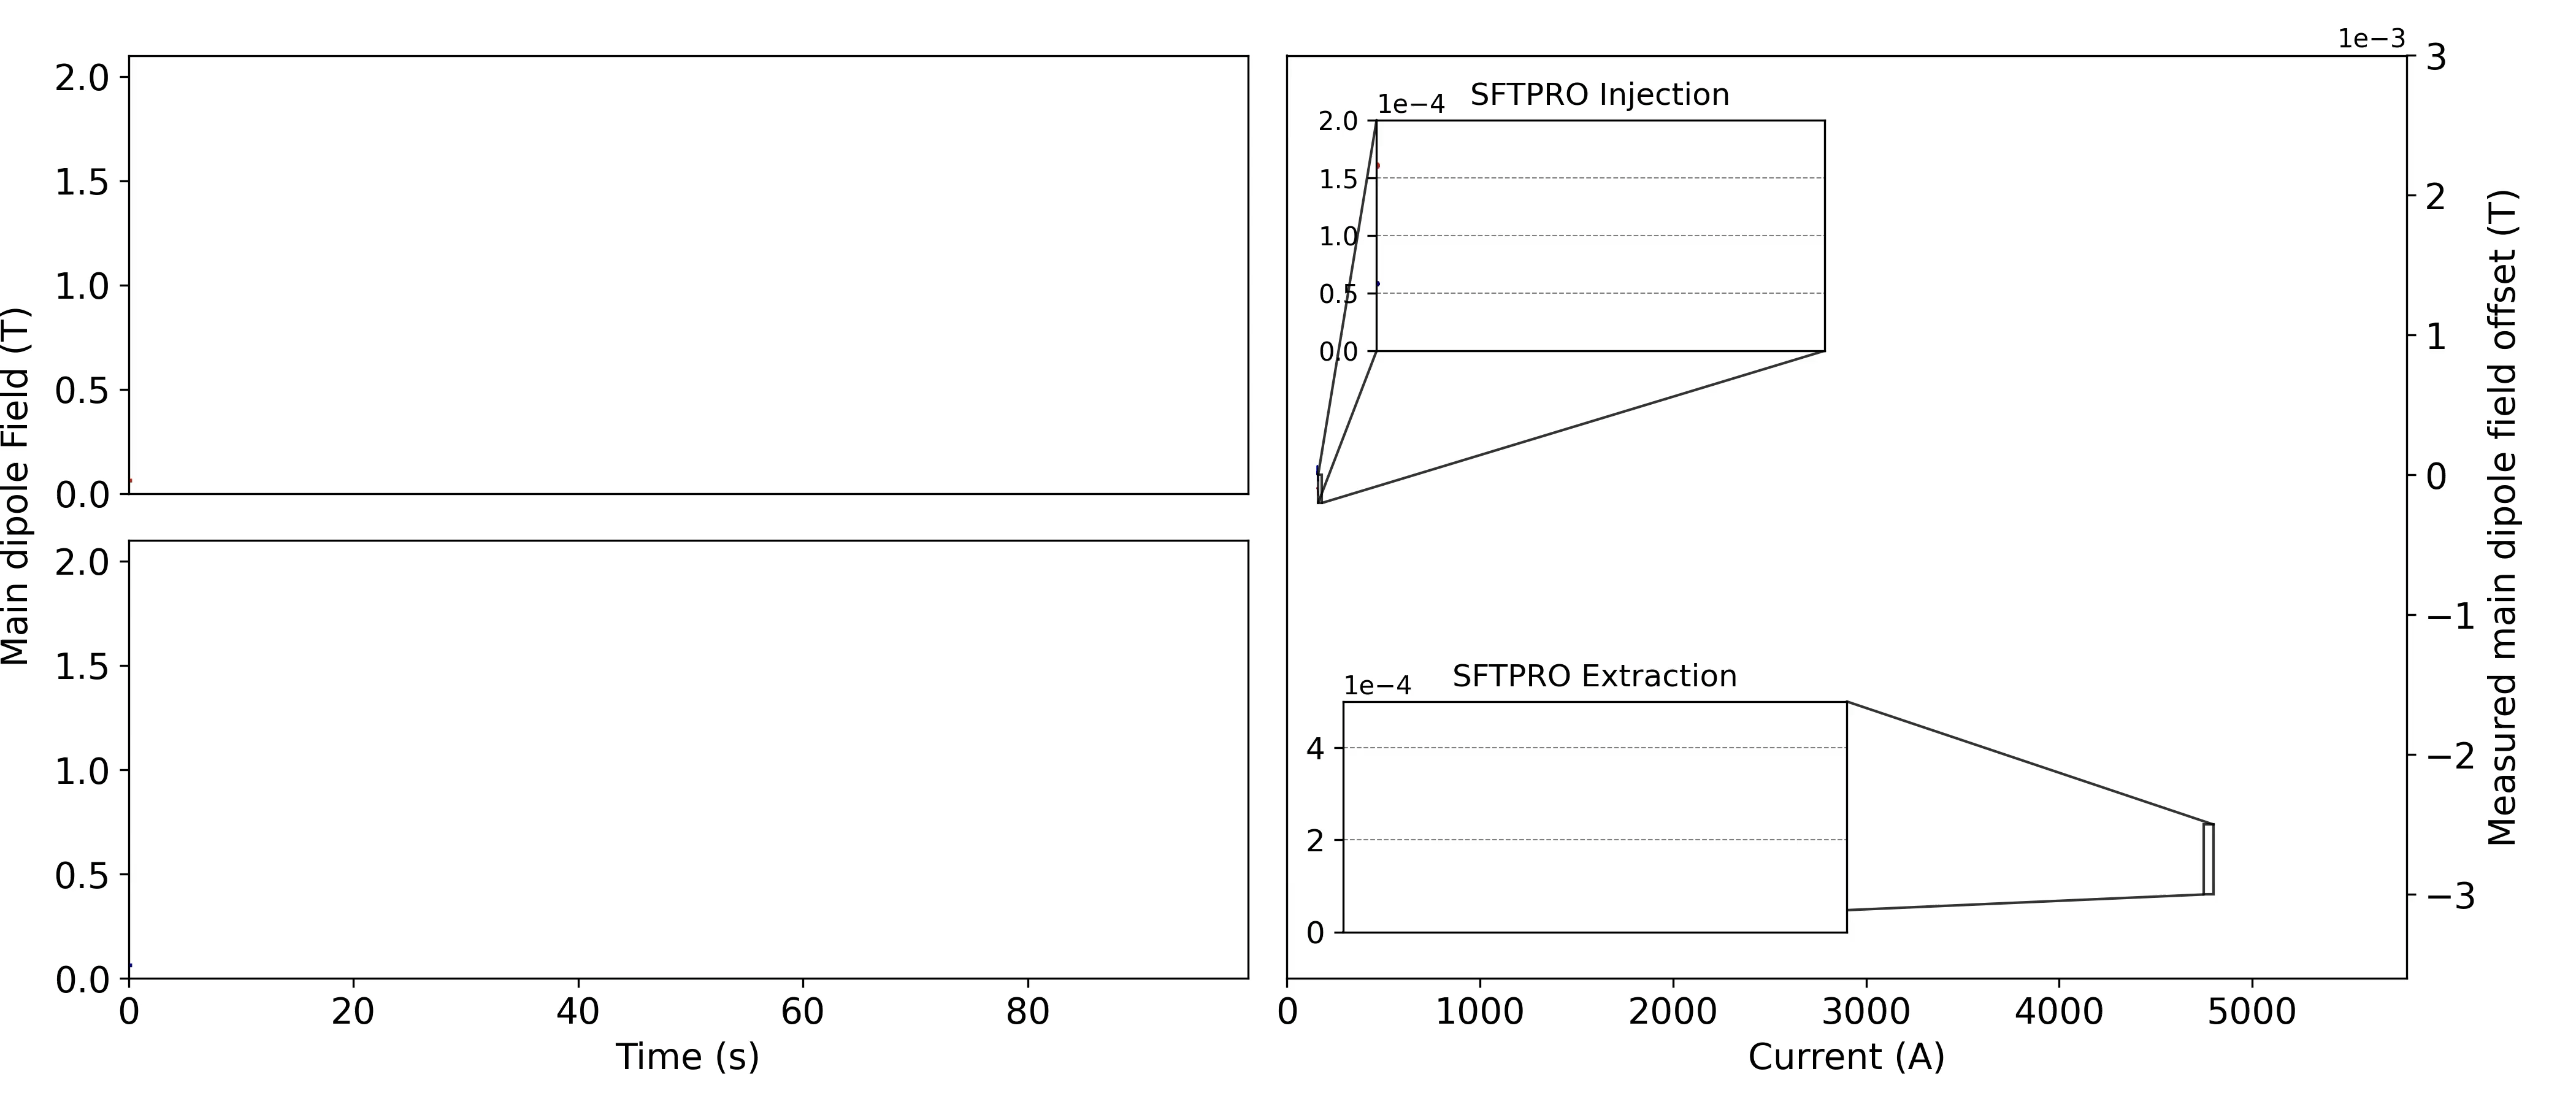 Main dipole Field (T)
2.0
1.5
1.0
0.5
0.0
2.0
1.5
1.0
0.5
0.0
0 20 40 60 80
Time (s)
1e−3
SFTPRO Injection
1e−4
2.0
1.5
1.0
0.5
0.0
SFTPRO Extraction
1e−4
4
2
0
3
2
1
0
−1
−2
−3
Measured main dipole field offset (T)
0 1000 2000 3000 4000 5000
Current (A)